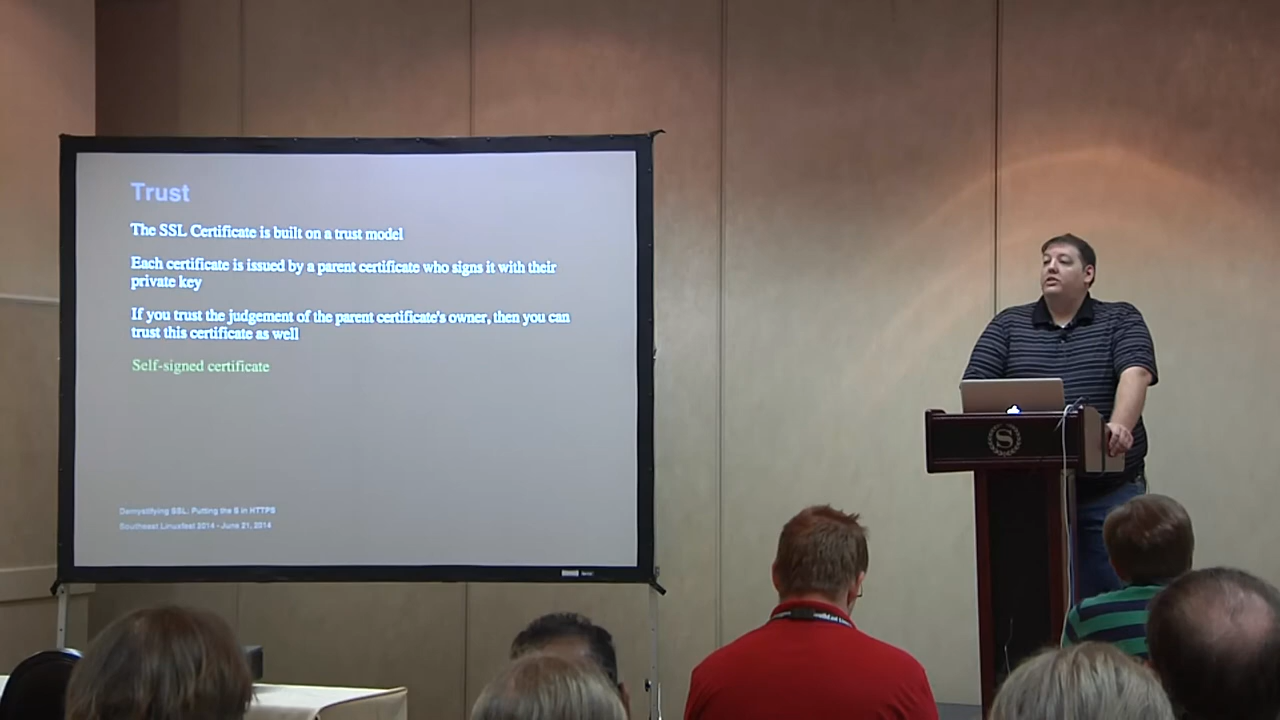 Trust
The SSL Certificate is built on a trust model
Each certificate is issued by a parent certificate who signs it with their
private key
If you trust the judgement of the parent certificate's owner, then you can
trust this certificate as well
Self-signed certificate
Demystifying SSL: Putting the S in HTTPS
Southeast Linuxfest 2014 - June 21, 2014
S